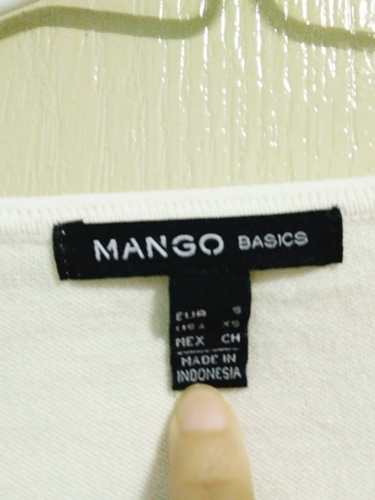 MANGO BASICS
EUR S
USA XS
MEX CH
MADE IN
INDONESIA